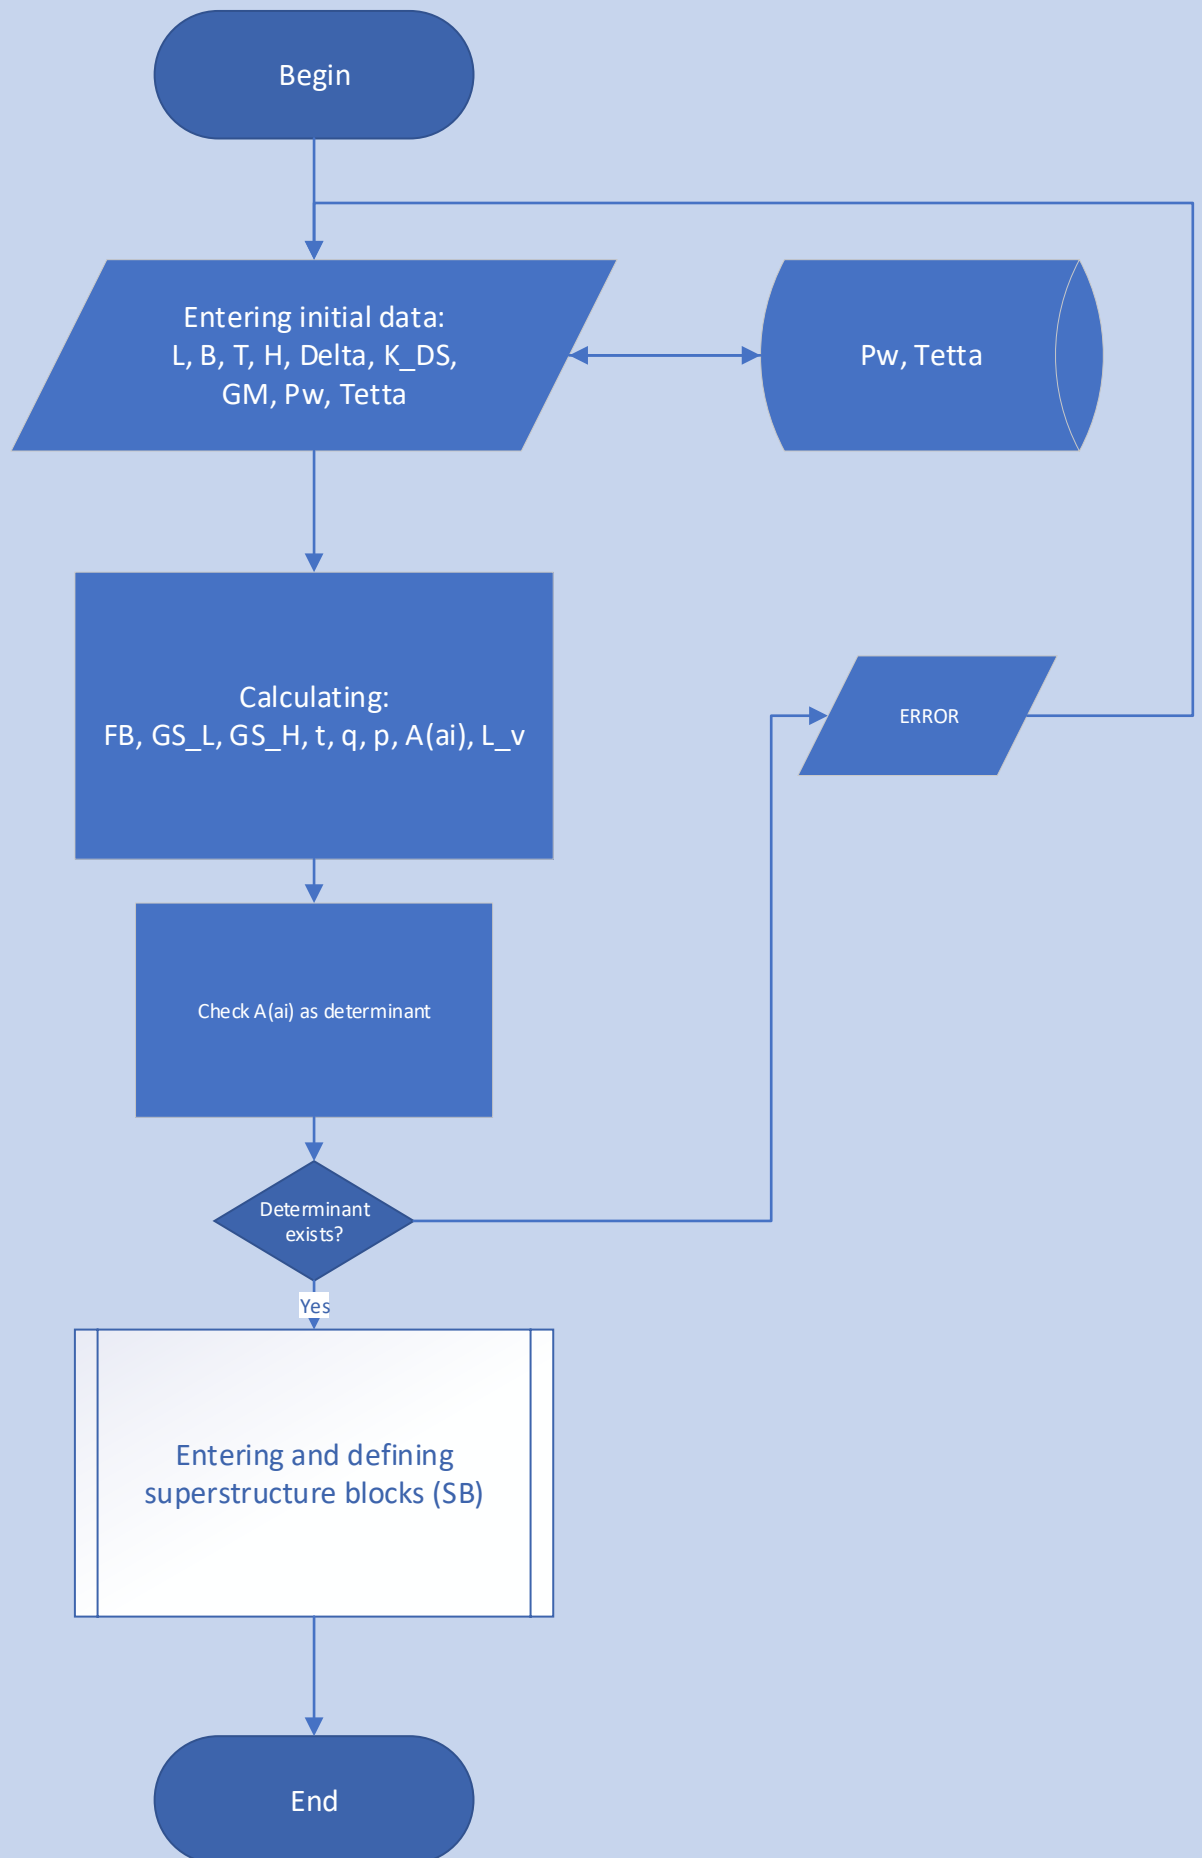 Begin
Entering initial data:
L, B, T, H, Delta, K_DS,
GM, Pw, Tetta
Pw, Tetta
Calculating:
FB, GS_L, GS_H, t, q, p, A(ai), L_v
ERROR
Check A(ai) as determinant
Determinant
exists?
Yes
Entering and defining
superstructure blocks (SB)
End